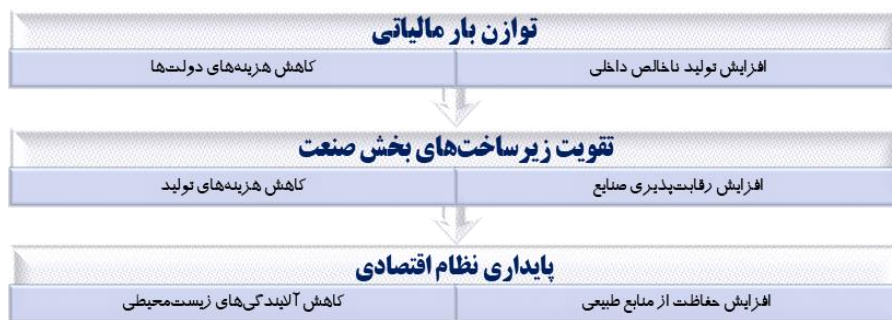 توازن بار مالیاتی
افزایش تولید ناخالص داخلی
کاهش هزینه‌های دولت‌ها
تقویت زیرساخت‌های بخش صنعت
افزایش رقابت‌پذیری صنایع
کاهش هزینه‌های تولید
پایداری نظام اقتصادی
افزایش حفاظت از منابع طبیعی
کاهش آلایندگی‌های زیست‌محیطی